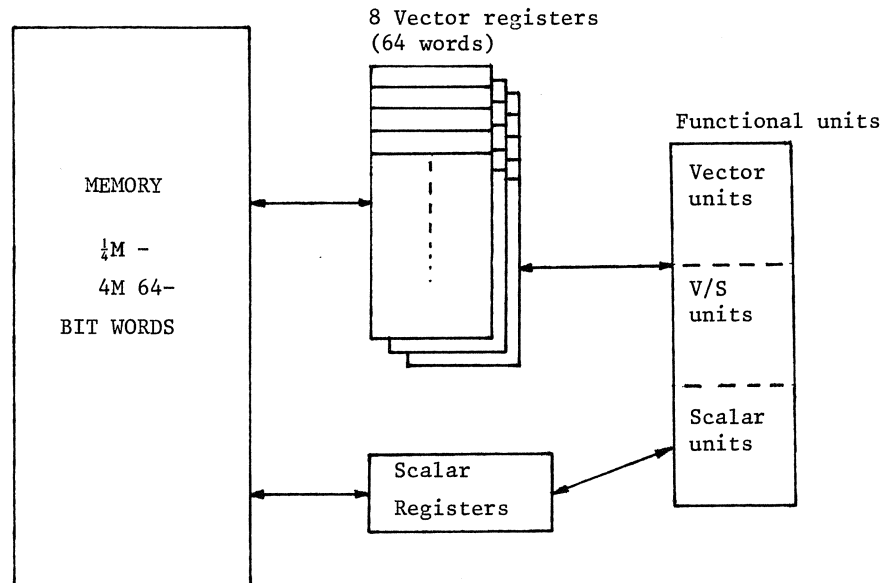 8 Vector registers
(64 words)
Functional units
MEMORY
¼M -
4M 64-
BIT WORDS
Vector
units
V/S
units
Scalar
units
Scalar
Registers